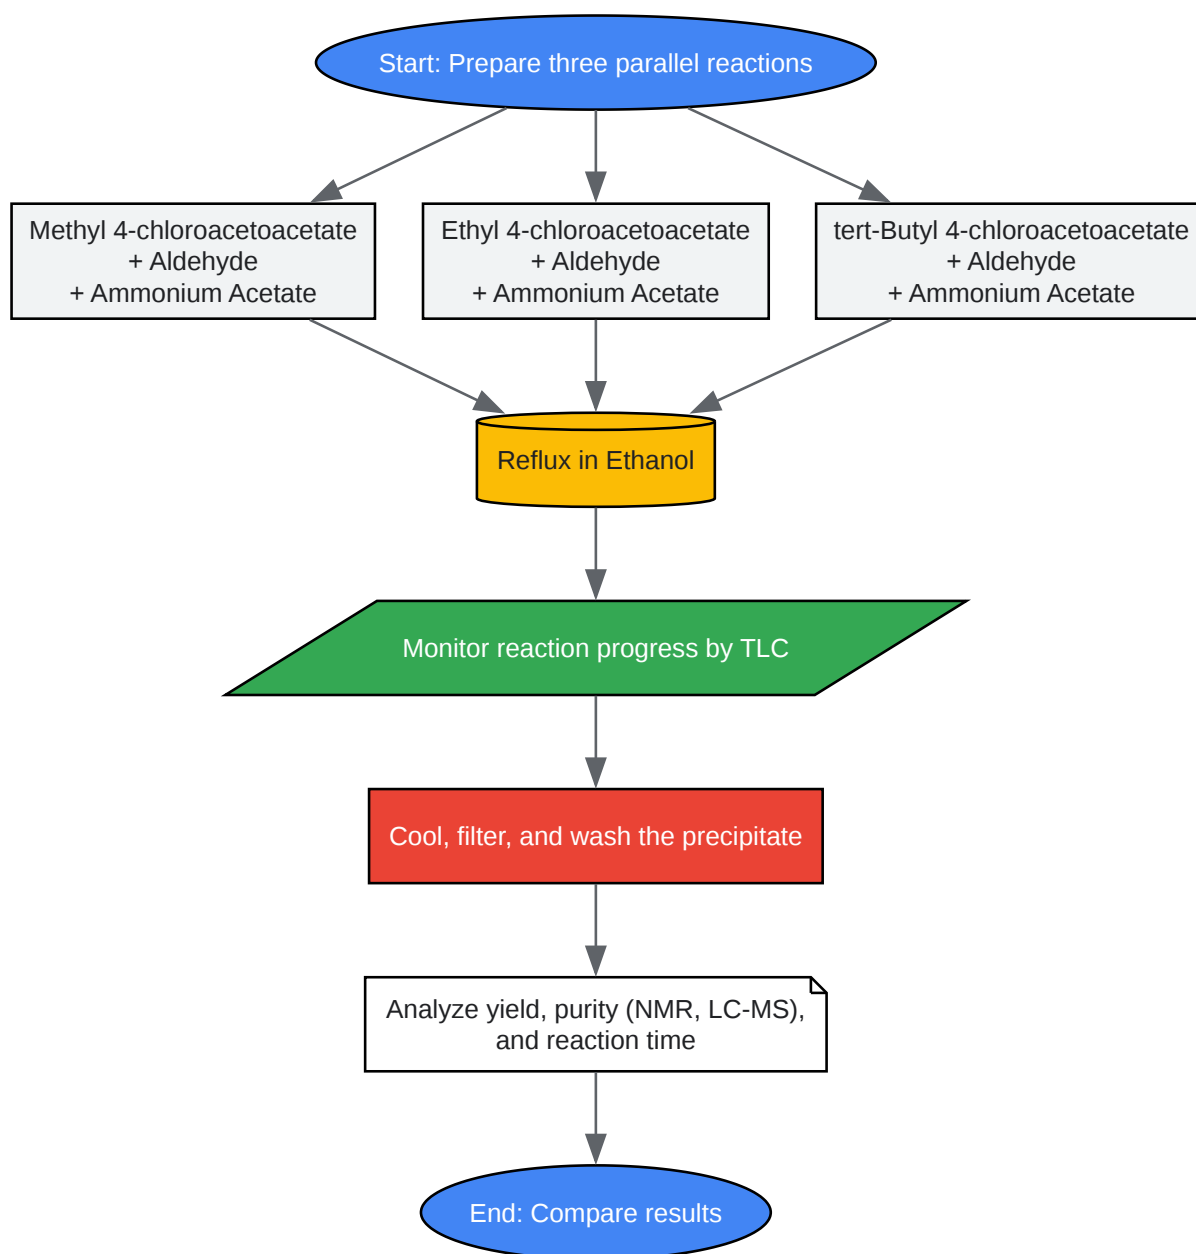 Start: Prepare three parallel reactions
Methyl 4-chloroacetoacetate
+ Aldehyde
+ Ammonium Acetate
Ethyl 4-chloroacetoacetate
+ Aldehyde
+ Ammonium Acetate
tert-Butyl 4-chloroacetoacetate
+ Aldehyde
+ Ammonium Acetate
Reflux in Ethanol
Monitor reaction progress by TLC
Cool, filter, and wash the precipitate
Analyze yield, purity (NMR, LC-MS),
and reaction time
End: Compare results